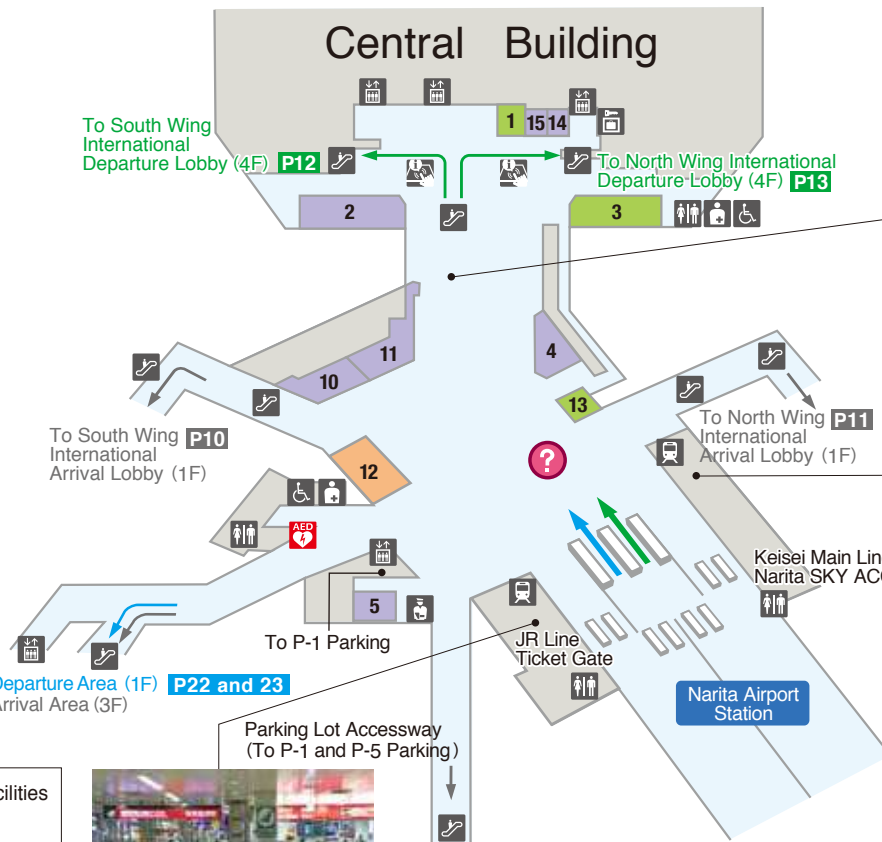 Central Building
To South Wing
International
Departure Lobby (4F) P12
1
15
14
To North Wing International
Departure Lobby (4F) P13
2
3
11
10
4
13
12
To South Wing P10
International
Arrival Lobby (1F)
To North Wing P11
International
Arrival Lobby (1F)
?
AED
Keisei Main Lin
Narita SKY AC
5
To P-1 Parking
JR Line
Ticket Gate
Departure Area (1F) P22 and 23
Arrival Area (3F)
Narita Airport
Station
Parking Lot Accessway
(To P-1 and P-5 Parking)
cilities